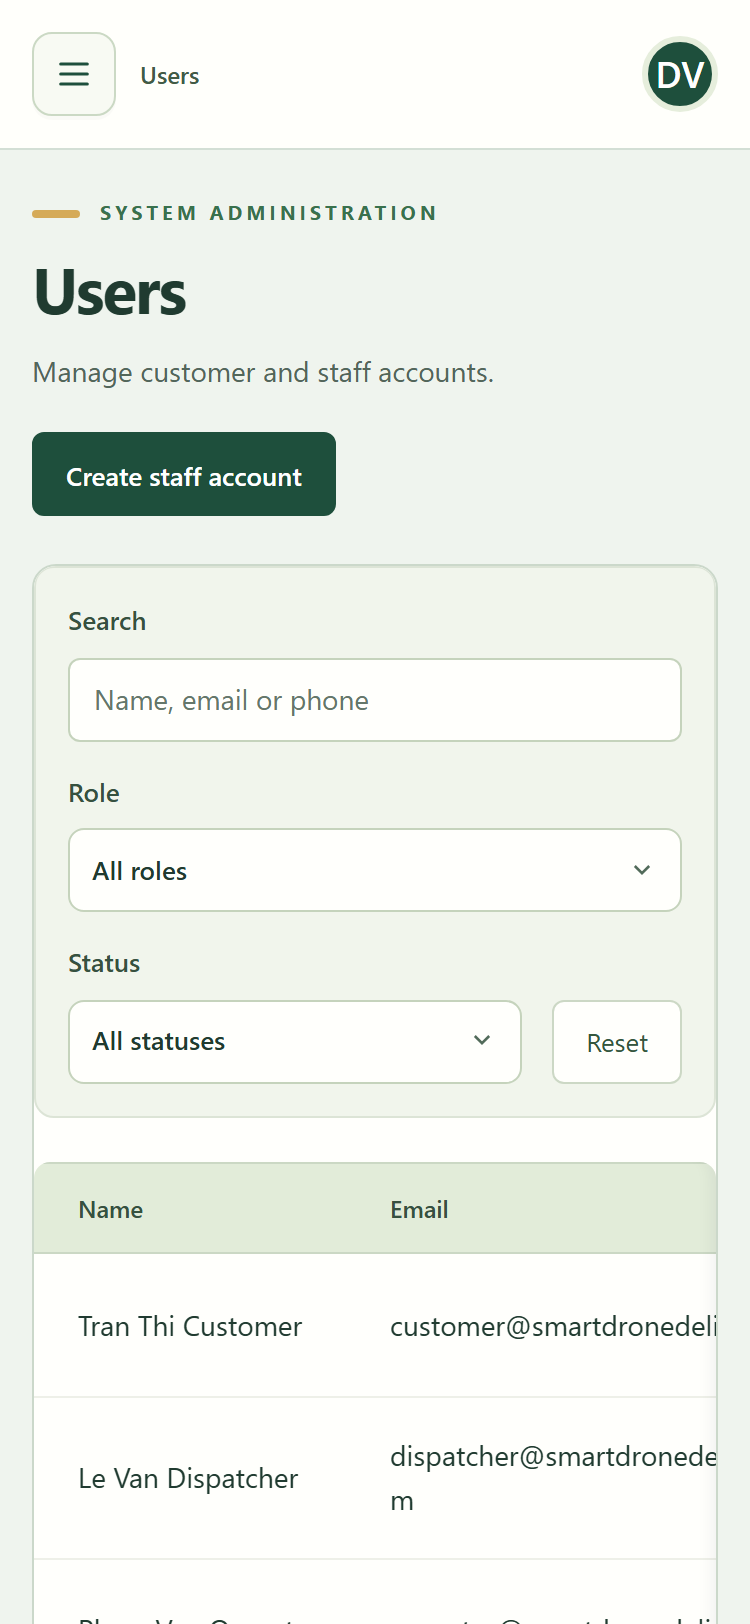 Users
DV
SYSTEM ADMINISTRATION
Users
Manage customer and staff accounts.
Create staff account
Search
Name, email or phone
Role
All roles
Status
All statuses
Reset
Name Email
Tran Thi Customer customer@smartdronedeli
Le Van Dispatcher dispatcher@smartdronede
m